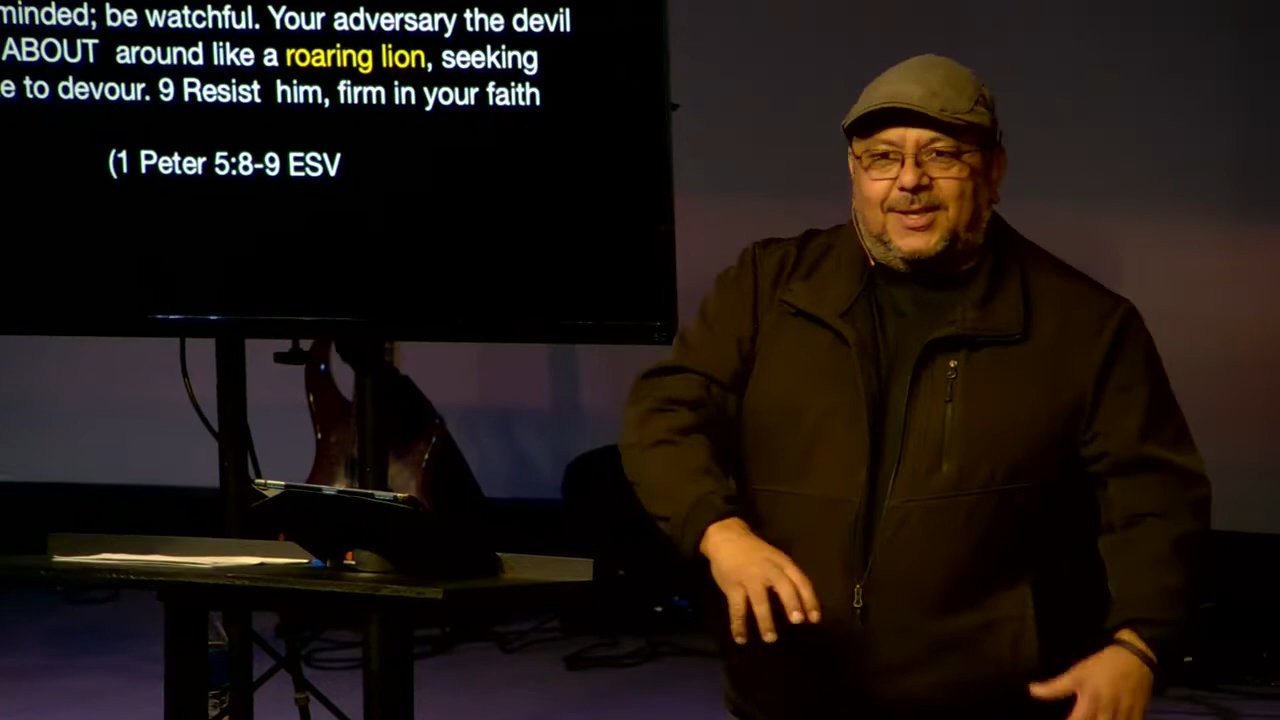 minded; be watchful. Your adversary the devil
ABOUT around like a roaring lion, seeking
e to devour. 9 Resist him, firm in your faith
(1 Peter 5:8-9 ESV